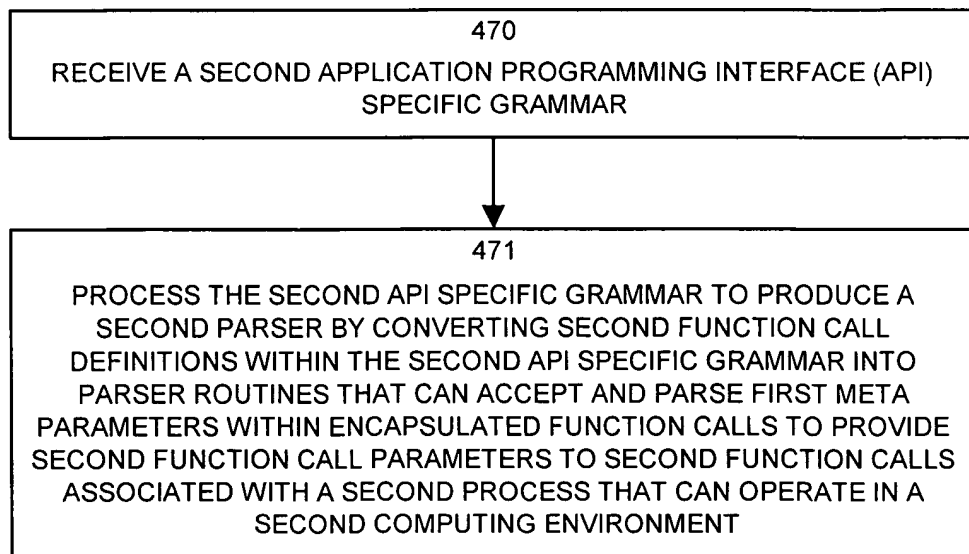 470
RECEIVE A SECOND APPLICATION PROGRAMMING INTERFACE (API)
SPECIFIC GRAMMAR
471
PROCESS THE SECOND API SPECIFIC GRAMMAR TO PRODUCE A
SECOND PARSER BY CONVERTING SECOND FUNCTION CALL
DEFINITIONS WITHIN THE SECOND API SPECIFIC GRAMMAR INTO
PARSER ROUTINES THAT CAN ACCEPT AND PARSE FIRST META
PARAMETERS WITHIN ENCAPSULATED FUNCTION CALLS TO PROVIDE
SECOND FUNCTION CALL PARAMETERS TO SECOND FUNCTION CALLS
ASSOCIATED WITH A SECOND PROCESS THAT CAN OPERATE IN A
SECOND COMPUTING ENVIRONMENT